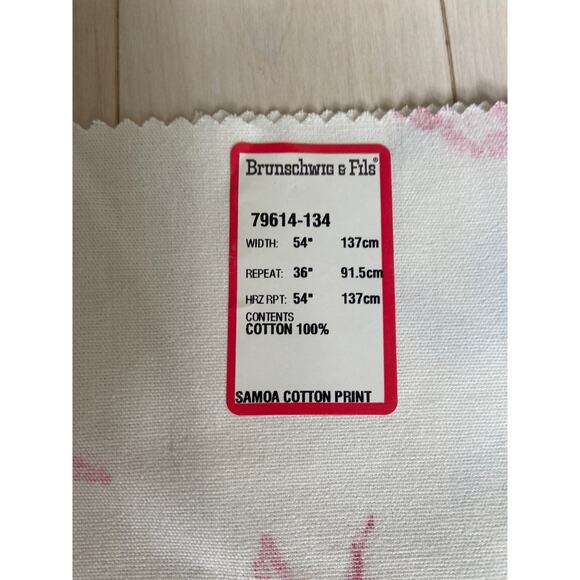 Brunschwig & Fils®
79614-134
WIDTH: 54" 137cm
REPEAT: 36" 91.5cm
HRZ RPT: 54" 137cm
CONTENTS
COTTON 100%
SAMOA COTTON PRINT